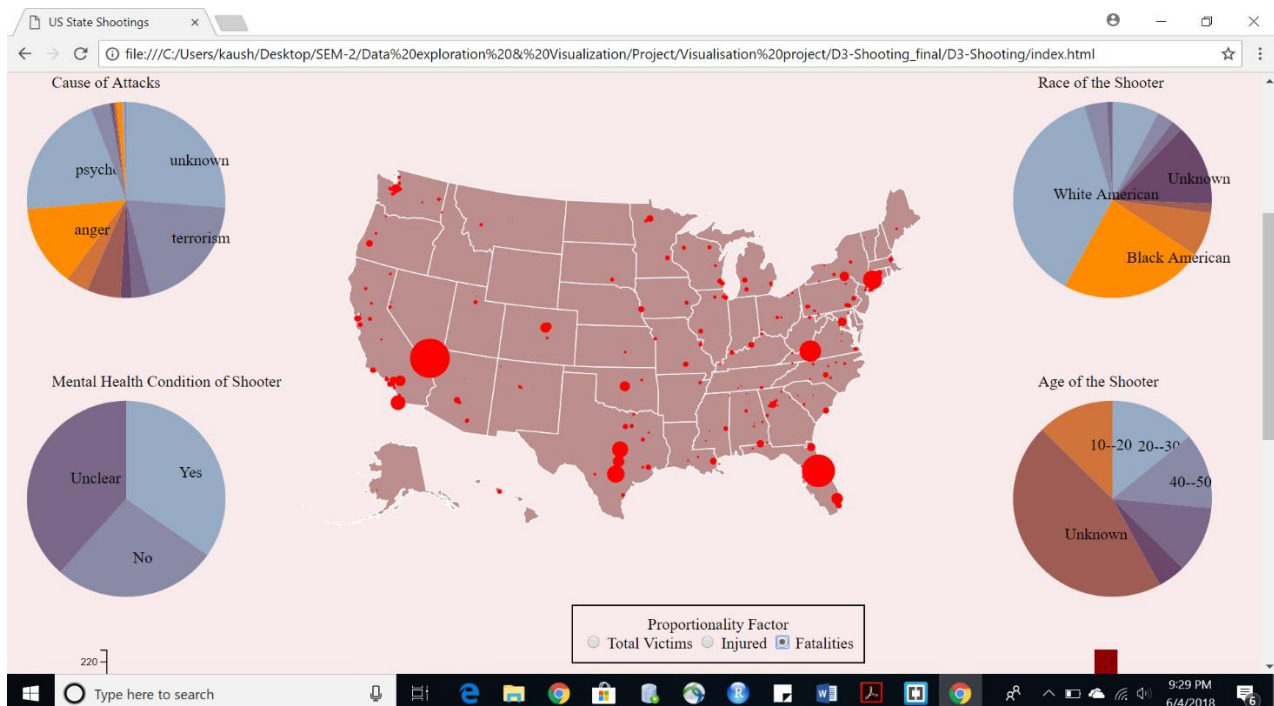 US State Shootings
file:///C:/Users/kaush/Desktop/SEM-2/Data%20exploration%20&%20Visualization/Project/Visualisation%20project/D3-Shooting_final/D3-Shooting/index.html
Cause of Attacks
Race of the Shooter
unknown
psych
anger
terrorism
Unknown
White American
Black American
Mental Health Condition of Shooter
Age of the Shooter
Unclear
Yes
No
10--20
20--30
40--50
Unknown
Proportionality Factor
Total Victims Injured Fatalities
220
Type here to search
9:29 PM
6/4/2018
6